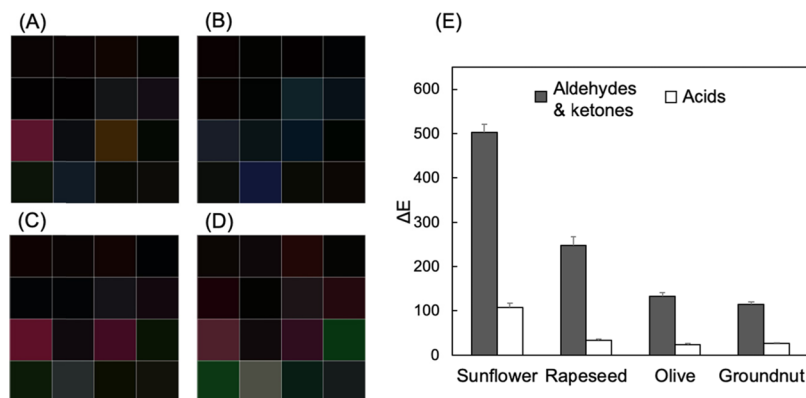 (A)
(B)
(C)
(D)
(E)
600
500
400
300
200
100
0
ΔE
Aldehydes
& ketones
Acids
Sunflower Rapeseed Olive Groundnut